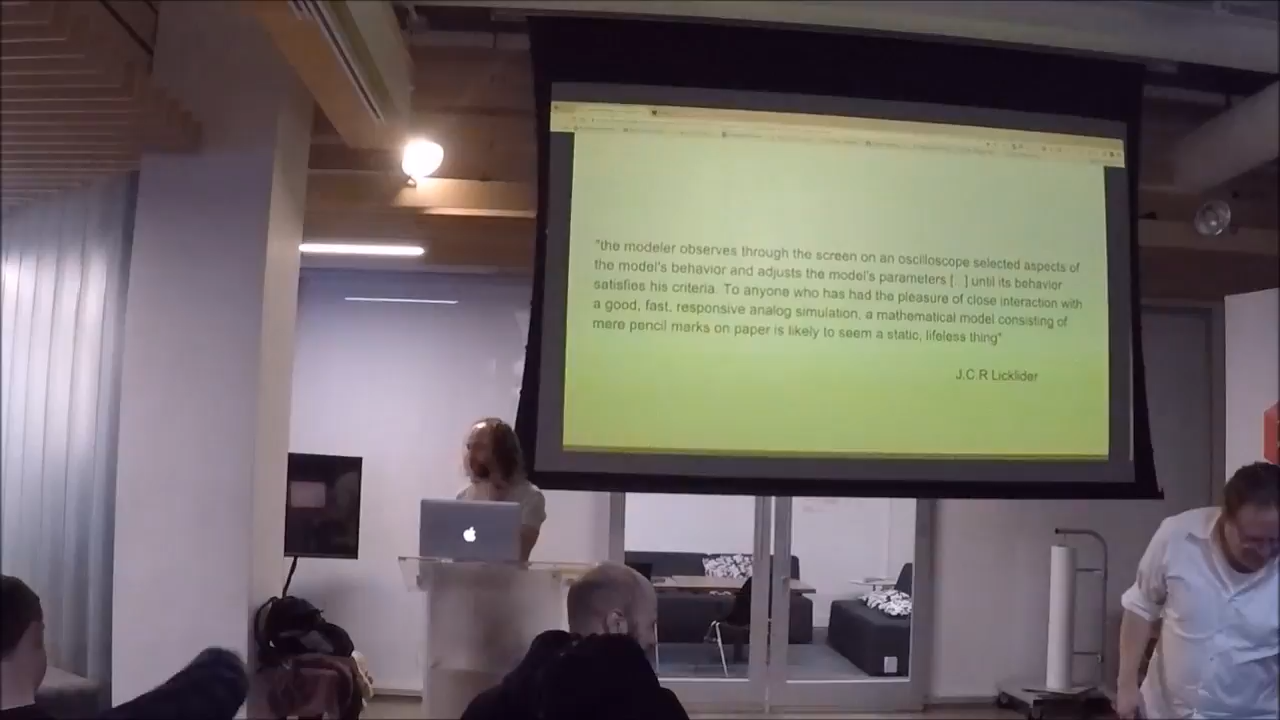 "the modeler observes through the screen on an oscilloscope selected aspects of
the model's behavior and adjusts the model's parameters [...] until its behavior
satisfies his criteria. To anyone who has had the pleasure of close interaction with
a good, fast, responsive analog simulation, a mathematical model consisting of
mere pencil marks on paper is likely to seem a static, lifeless thing"
J.C.R Licklider